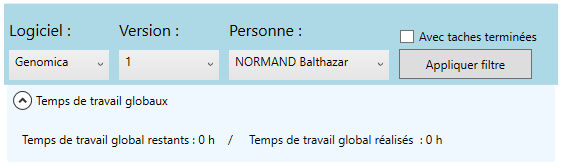 Logiciel : Version : Personne :
Avec taches terminées
Genomica 1 NORMAND Balthazar Appliquer filtre
Temps de travail globaux
Temps de travail global restants : 0 h / Temps de travail global réalisés : 0 h